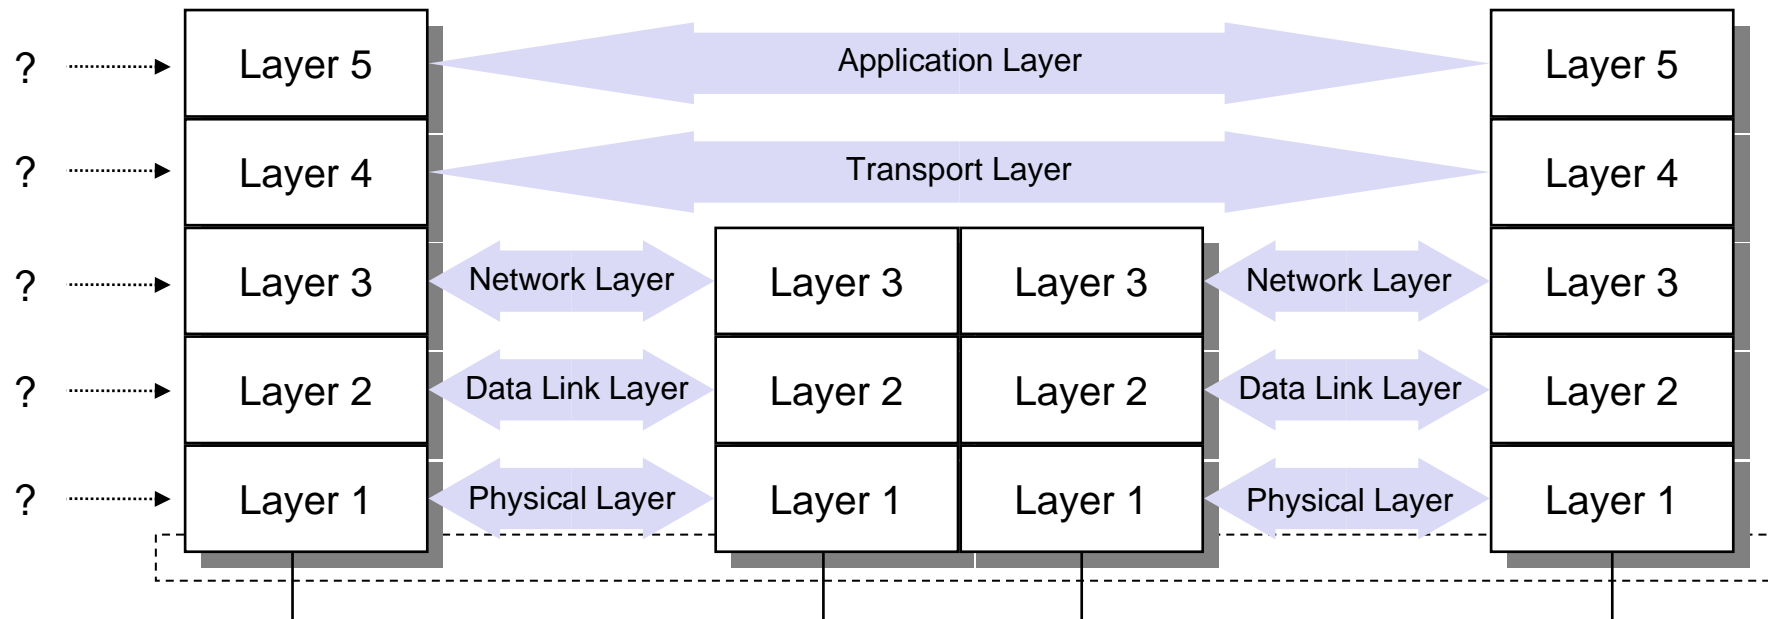 ? Layer 5 Application Layer Layer 5
? Layer 4 Transport Layer Layer 4
? Layer 3 Network Layer Layer 3 Layer 3 Network Layer Layer 3
? Layer 2 Data Link Layer Layer 2 Layer 2 Data Link Layer Layer 2
? Layer 1 Physical Layer Layer 1 Layer 1 Physical Layer Layer 1